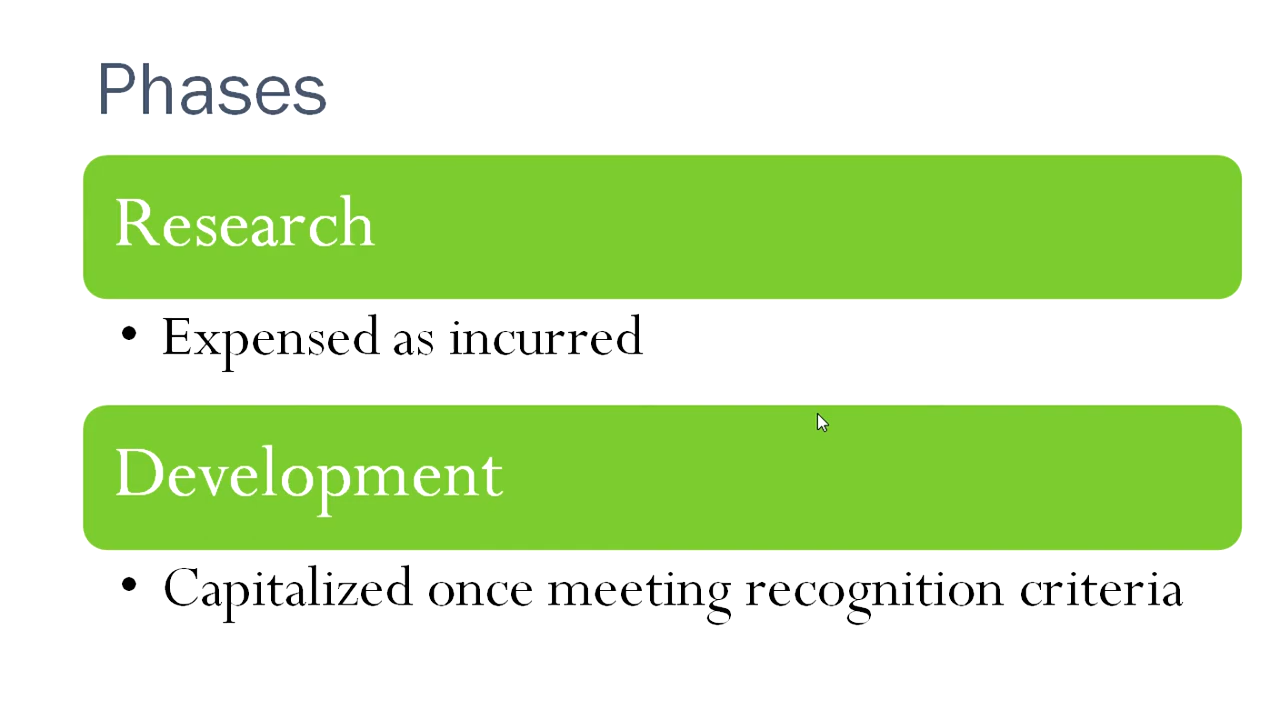 Phases
Research
• Expensed as incurred
Development
• Capitalized once meeting recognition criteria